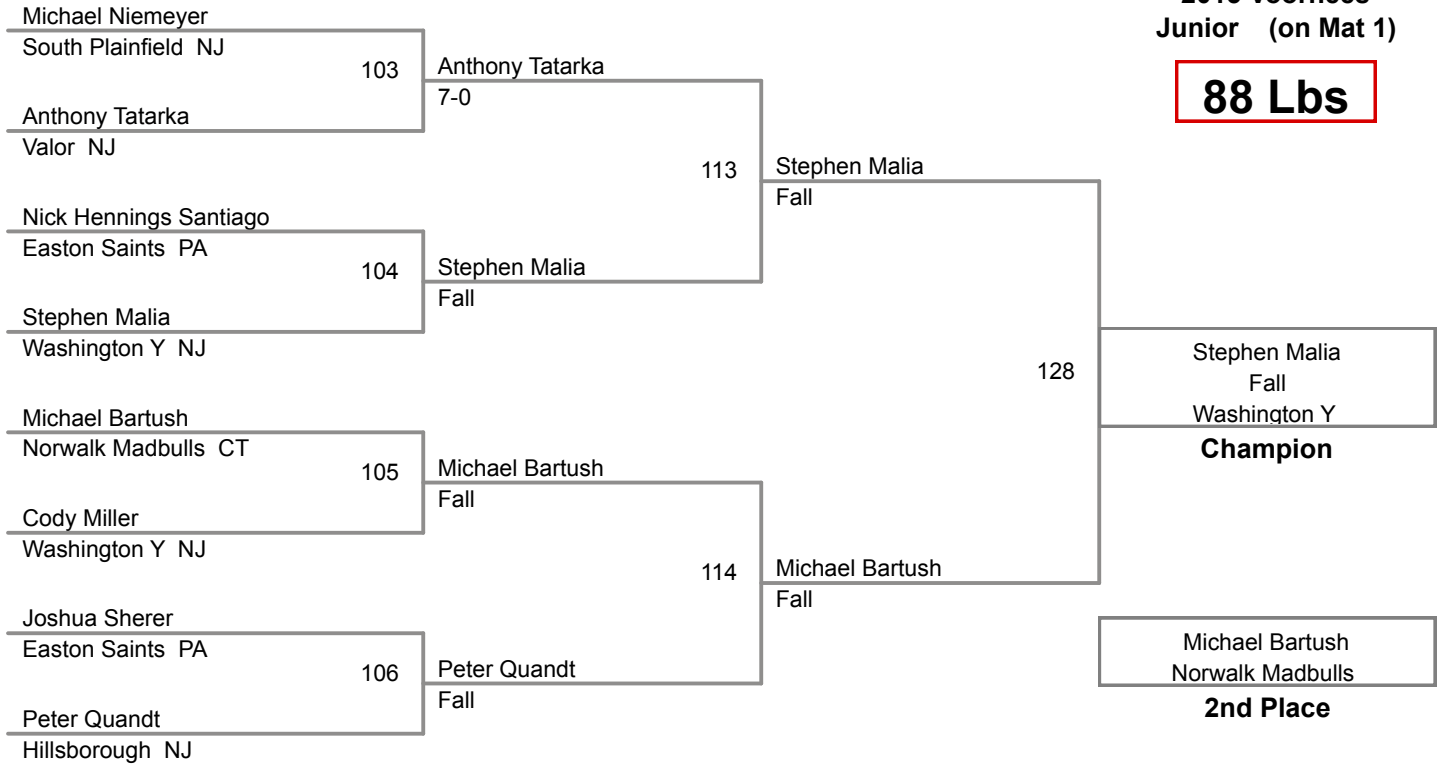 Junior (on Mat 1)
88 Lbs
Michael Niemeyer
South Plainfield NJ
103
Anthony Tatarka
Valor NJ
Anthony Tatarka
7-0
Nick Hennings Santiago
Easton Saints PA
104
Stephen Malia
Washington Y NJ
Stephen Malia
Fall
113
Stephen Malia
Fall
Michael Bartush
Norwalk Madbulls CT
105
Cody Miller
Washington Y NJ
Michael Bartush
Fall
Joshua Sherer
Easton Saints PA
106
Peter Quandt
Hillsborough NJ
Peter Quandt
Fall
114
Michael Bartush
Fall
128
Stephen Malia
Fall
Washington Y
Champion
Michael Bartush
Norwalk Madbulls
2nd Place